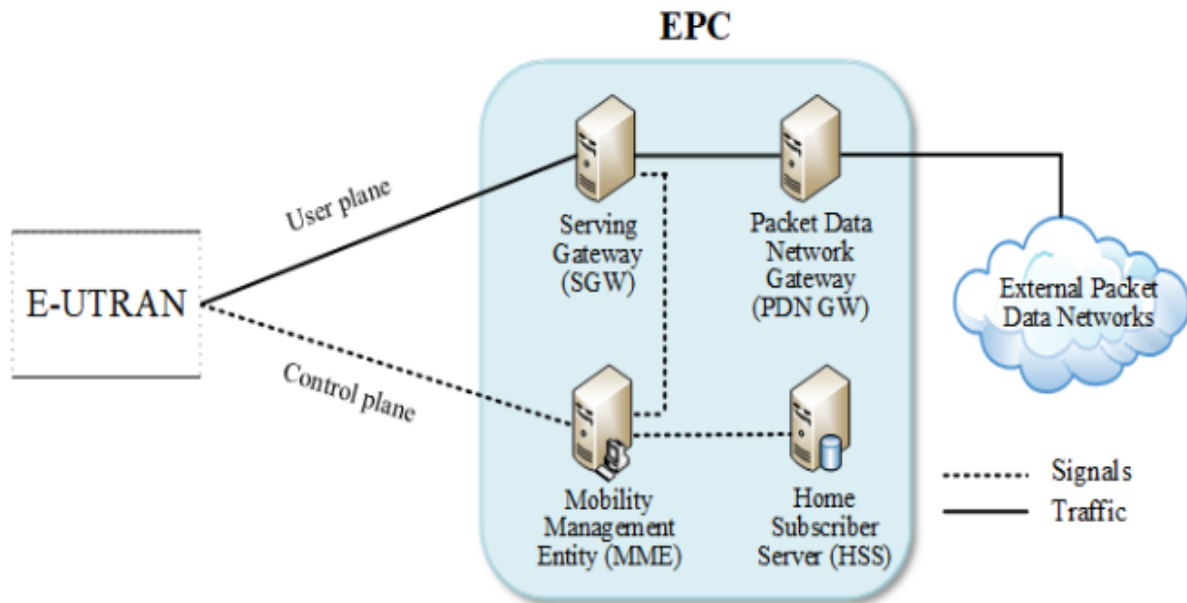 EPC
User plane
Serving
Gateway
(SGW)
Packet Data
Network
Gateway
(PDN GW)
E-UTRAN
External Packet
Data Networks
Control plane
Mobility
Management
Entity (MME)
Home
Subscriber
Server (HSS)
Signals
Traffic